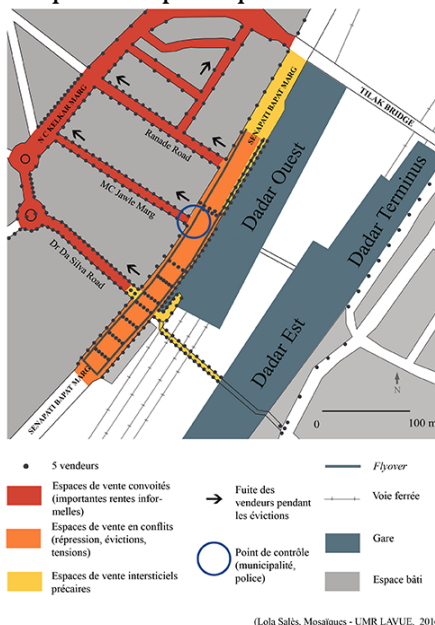 TILAK BRIDGE
N C KELKAR MARG
SENAPATI BAPAT MARG
Ranade Road
Dadar Ouest
Dadar Terminus
MC Jawle Marg
Dr Da Silva Road
Dadar Est
N
SENAPATI BAPAT MARG
0 100 m
5 vendeurs
Espaces de vente convoités
(importantes rentes infor-
melles)
Espaces de vente en conflits
(répression, évictions,
tensions)
Espaces de vente intersticiels
précaires
Fuite des
vendeurs pendant
les évictions
Point de contrôle
(municipalité,
police)
Flyover
Voie ferrée
Gare
Espace bâti
(Lola Salès, Mosaïques - UMR LAVUE,